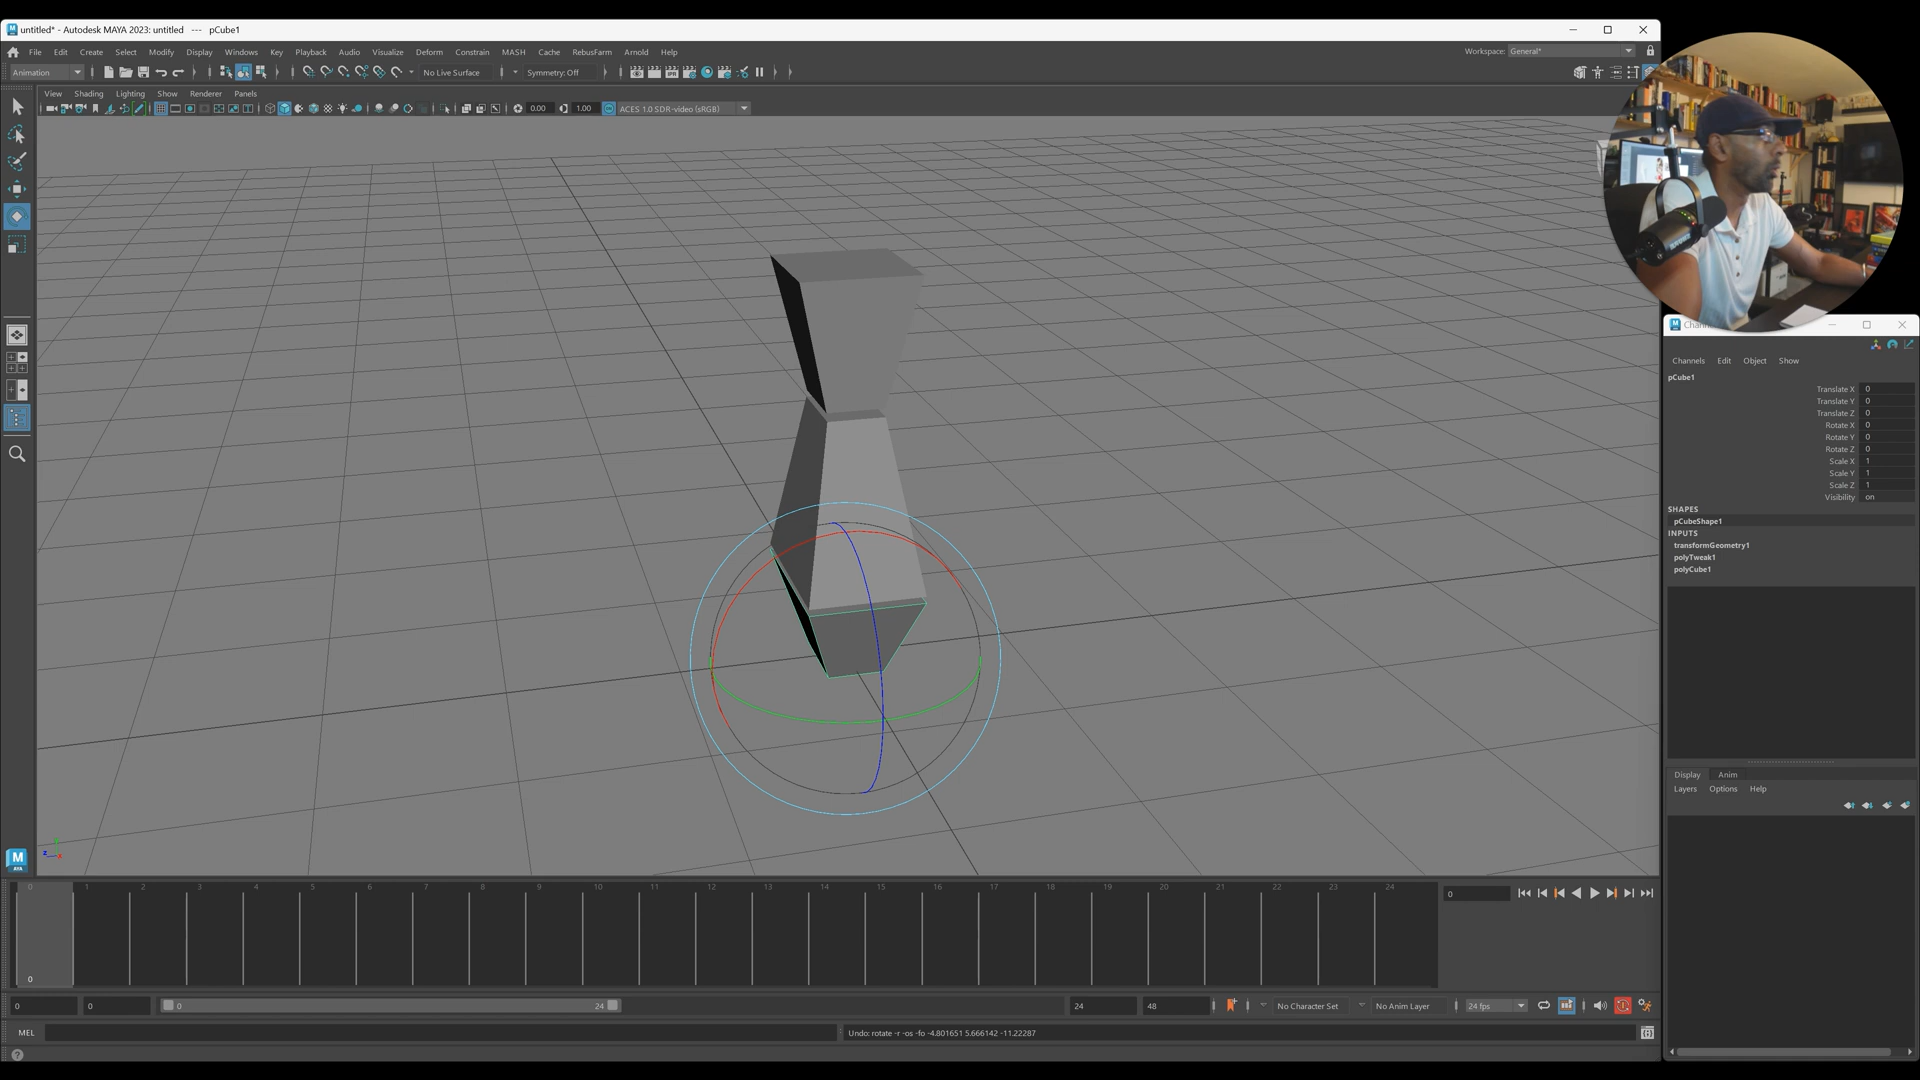 untitled* - Autodesk MAYA 2023: untitled --- pCube1
File Edit Create Select Modify Display Windows Key Playback Audio Visualize Deform Constrain MASH Cache RebusFarm Arnold Help
Workspace: General*
Animation
No Live Surface
Symmetry: Off
View Shading Lighting Show Renderer Panels
0.00
1.00
ACES 1.0 SDR-video (sRGB)
Channels Edit Object Show
pCube1
Translate X 0
Translate Y 0
Translate Z 0
Rotate X 0
Rotate Y 0
Rotate Z 0
Scale X 1
Scale Y 1
Scale Z 1
Visibility on
SHAPES
pCubeShape1
INPUTS
transformGeometry1
polyTweak1
polyCube1
Display Anim
Layers Options Help
z
x
M
MAYA
0 1 2 3 4 5 6 7 8 9 10 11 12 13 14 15 16 17 18 19 20 21 22 23 24
0
0
0 0 0 24 24 48
No Character Set
No Anim Layer
24 fps
MEL
Undo: rotate -r -os -fo -4.801651 5.666142 -11.22287